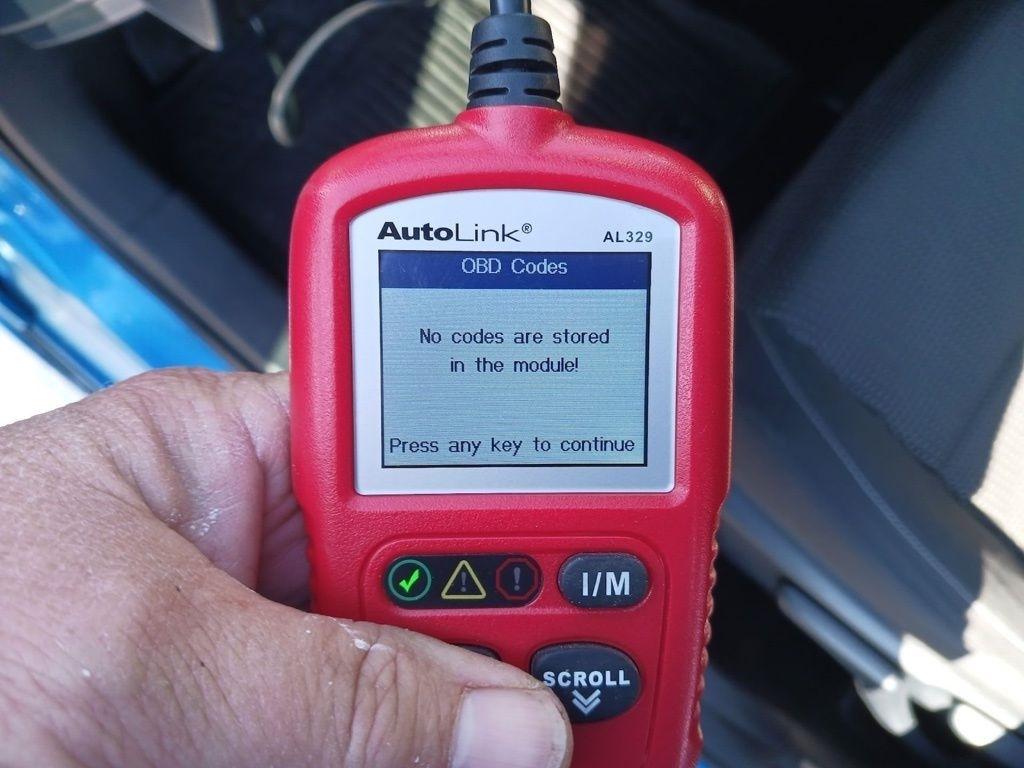 AutoLink®
AL329
OBD Codes
No codes are stored
in the module!
Press any key to continue
I/M
SCROLL